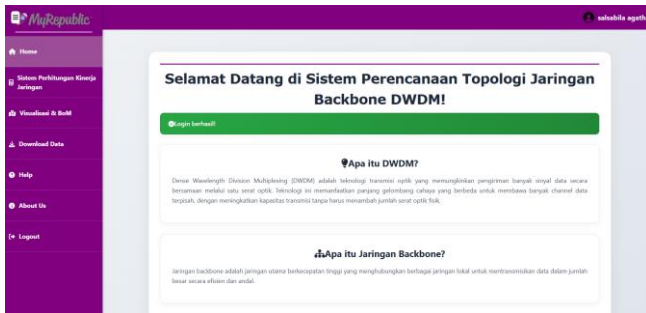 MyRepublic
salsabila agath
Home
Sistem Perhitungan Kinerja
Jaringan
Visualisasi & BoM
Download Data
Help
About Us
Logout
Selamat Datang di Sistem Perencanaan Topologi Jaringan
Backbone DWDM!
Login berhasil!
Apa itu DWDM?
Dense Wavelength Division Multiplexing (DWDM) adalah teknologi transmisi optik yang memungkinkan pengiriman banyak sinyal data secara
bersamaan melalui satu serat optik. Teknologi ini memanfaatkan panjang gelombang cahaya yang berbeda untuk membawa banyak channel data
terpisah, dengan meningkatkan kapasitas transmisi tanpa harus menambah jumlah serat optik fisik.
Apa itu Jaringan Backbone?
Jaringan backbone adalah jaringan utama berkecepatan tinggi yang menghubungkan berbagai jaringan lokal untuk mentransmisikan data dalam jumlah
besar secara efisien dan andal.